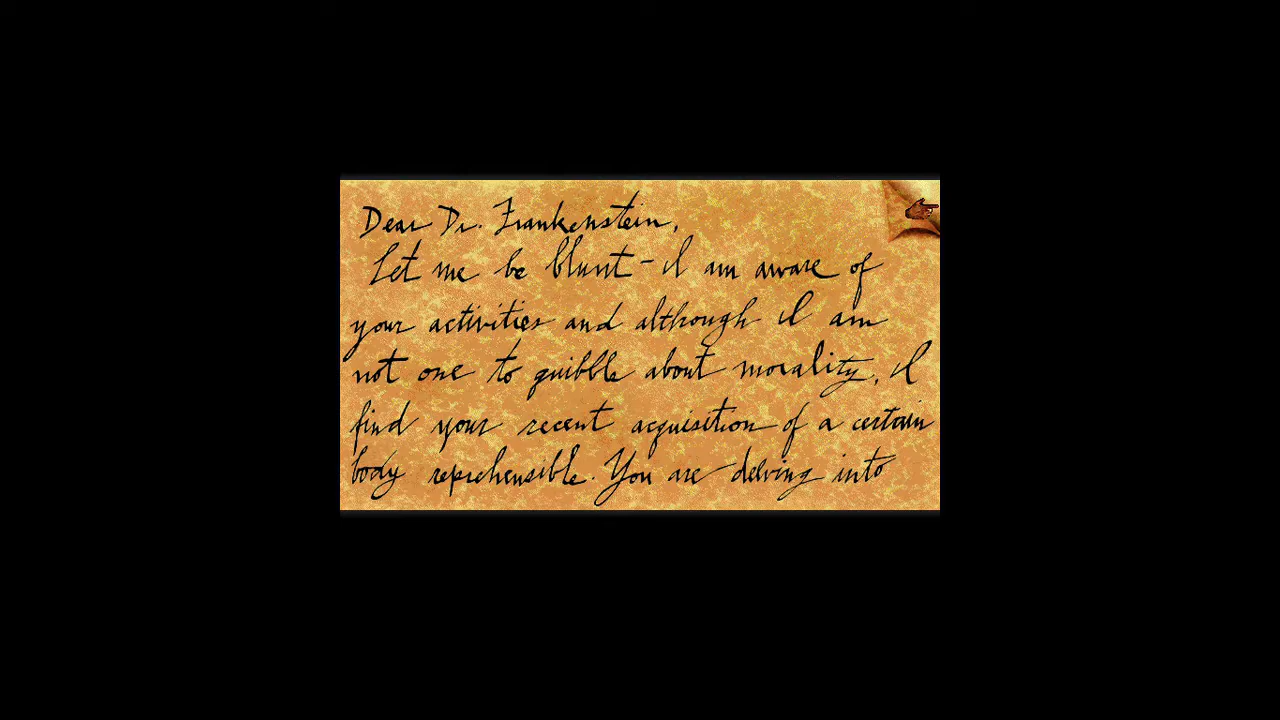 Dear Dr. Frankenstein,
Let me be blunt - I am aware of
your activities and although I am
not one to quibble about morality, I
find your recent acquisition of a certain
body reprehensible. You are delving into